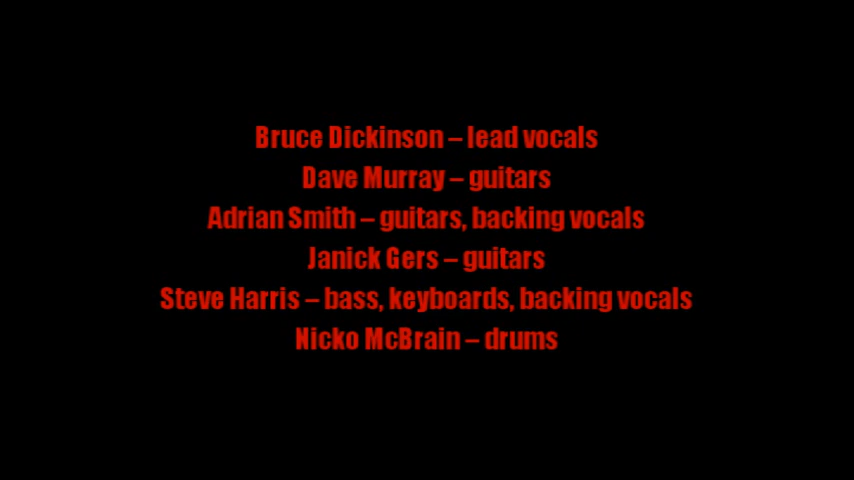 Bruce Dickinson – lead vocals
Dave Murray – guitars
Adrian Smith – guitars, backing vocals
Janick Gers – guitars
Steve Harris – bass, keyboards, backing vocals
Nicko McBrain – drums